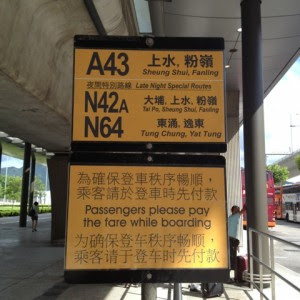 A43
上水, 粉嶺
Sheung Shui, Fanling
夜間特別路線 Late Night Special Routes
N42A
大埔, 上水, 粉嶺
Tai Po, Sheung Shui, Fanling
N64
東涌, 逸東
Tung Chung, Yat Tung
為確保登車秩序暢順，
乘客請於登車時先付款
Passengers please pay
the fare while boarding
为确保登车秩序畅顺，
乘客请于登车时先付款